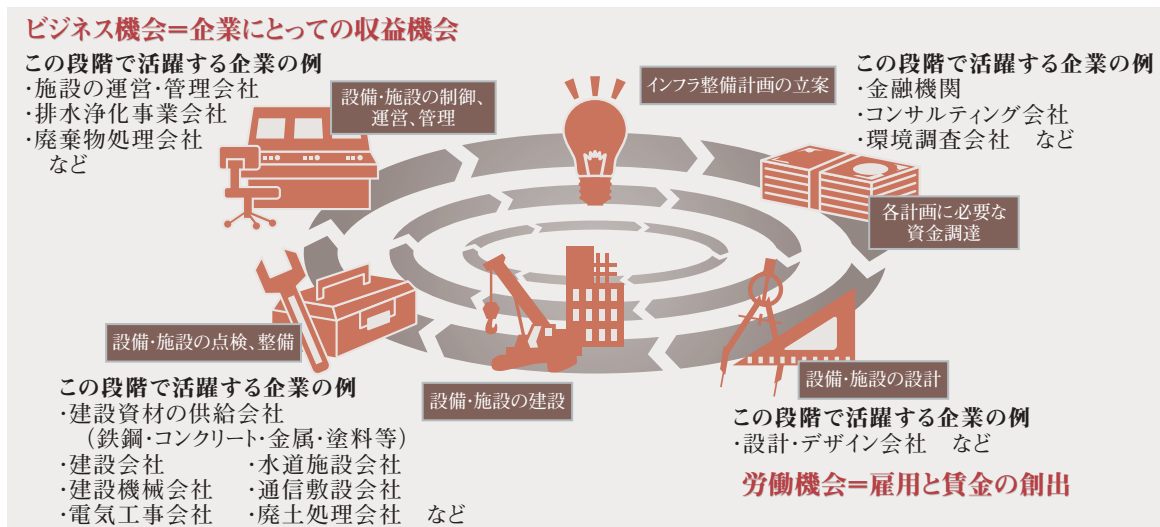 ビジネス機会＝企業にとっての収益機会
この段階で活躍する企業の例
・施設の運営・管理会社
・排水浄化事業会社
・廃棄物処理会社
など
設備・施設の制御、
運営、管理
インフラ整備計画の立案
この段階で活躍する企業の例
・金融機関
・コンサルティング会社
・環境調査会社　など
各計画に必要な
資金調達
設備・施設の点検、整備
設備・施設の建設
設備・施設の設計
この段階で活躍する企業の例
・建設資材の供給会社
（鉄鋼・コンクリート・金属・塗料等）
・建設会社　・水道施設会社
・建設機械会社　・通信敷設会社
・電気工事会社　・廃土処理会社　など
この段階で活躍する企業の例
・設計・デザイン会社　など
労働機会＝雇用と賃金の創出